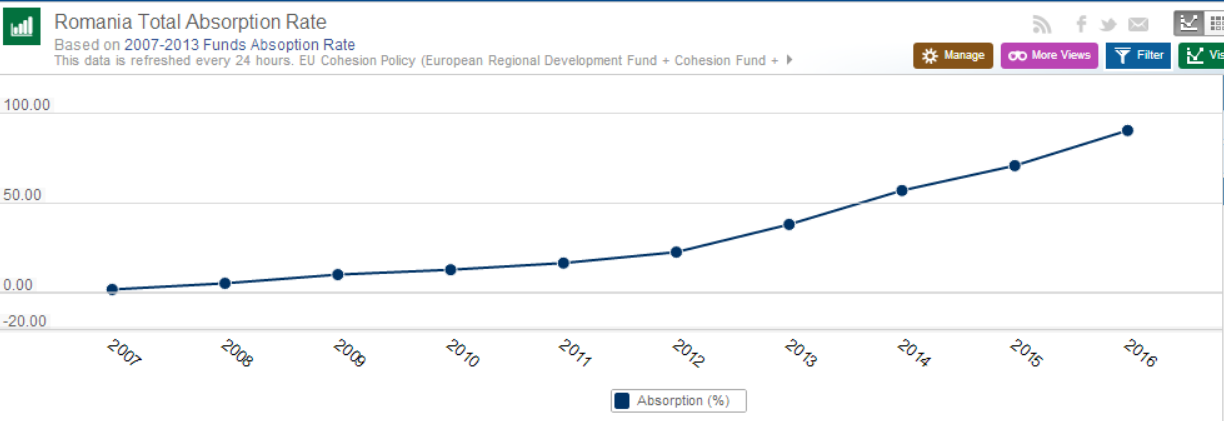 Romania Total Absorption Rate
Based on 2007-2013 Funds Absoption Rate
This data is refreshed every 24 hours. EU Cohesion Policy (European Regional Development Fund + Cohesion Fund +
Manage
More Views
Filter
Vis
100.00
50.00
0.00
-20.00
2007
2008
2009
2010
2011
2012
2013
2014
2015
2016
Absorption (%)